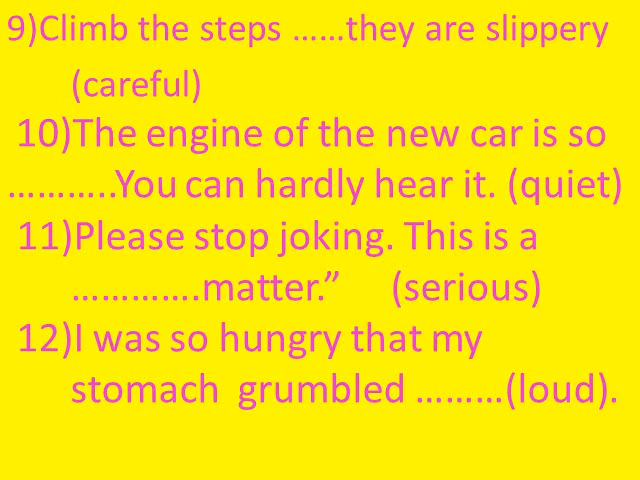 9)Climb the steps ……they are slippery
(careful)
10)The engine of the new car is so
………..You can hardly hear it. (quiet)
11)Please stop joking. This is a
………….matter.” (serious)
12)I was so hungry that my
stomach grumbled ………(loud).